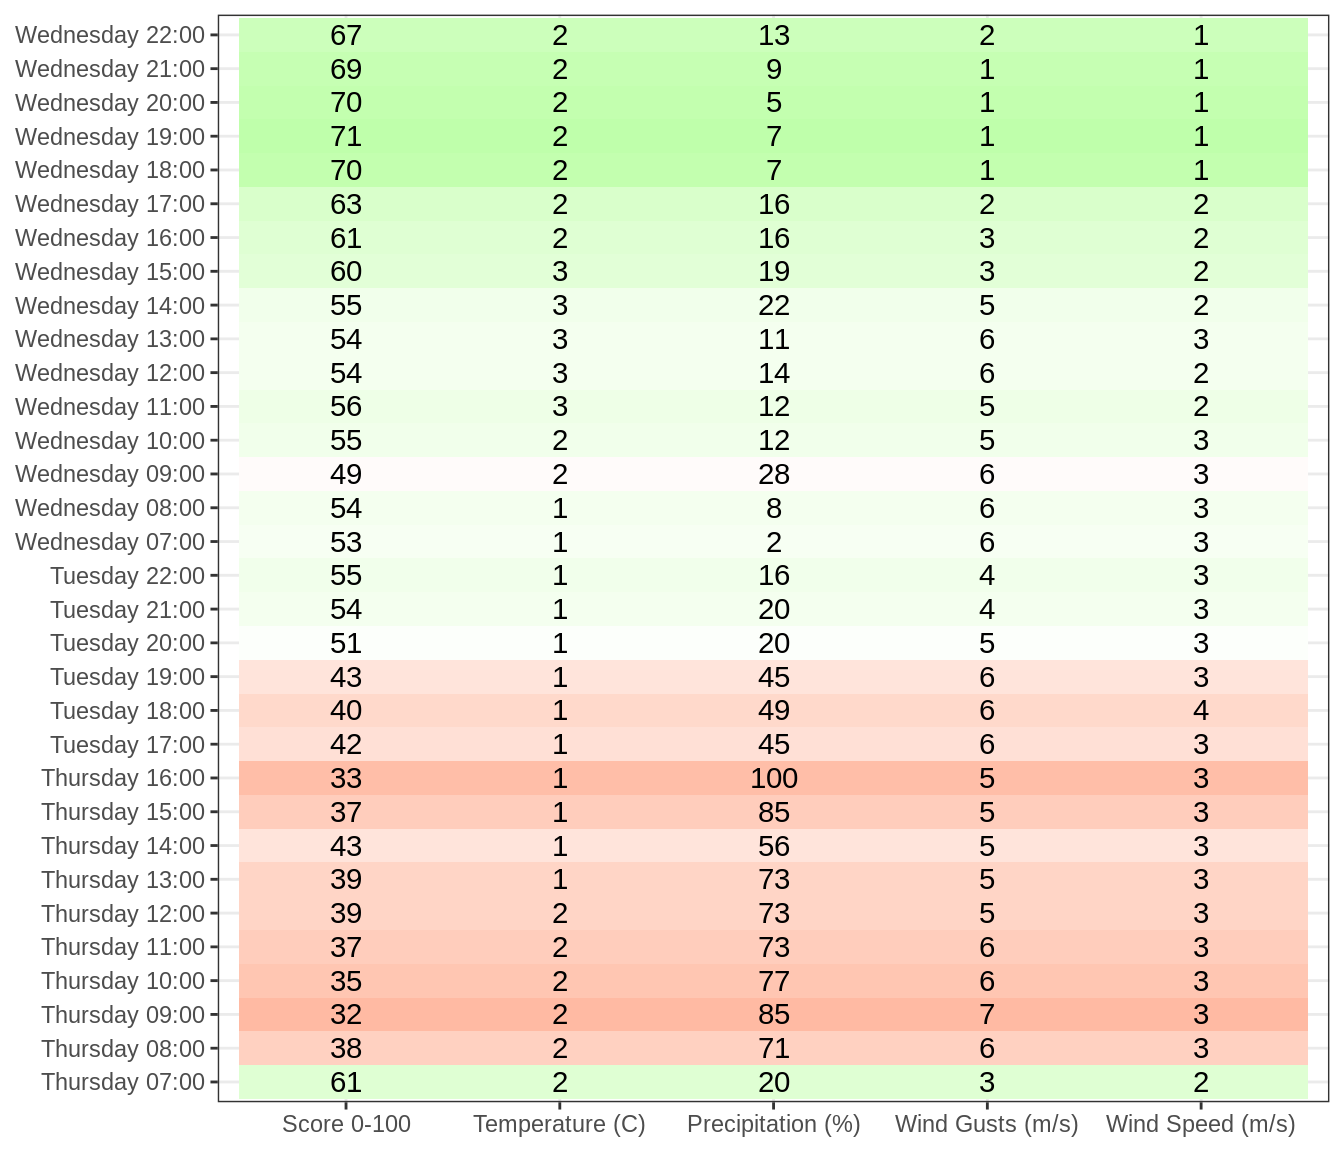 Wednesday 22:00 67 2 13 2 1
Wednesday 21:00 69 2 9 1 1
Wednesday 20:00 70 2 5 1 1
Wednesday 19:00 71 2 7 1 1
Wednesday 18:00 70 2 7 1 1
Wednesday 17:00 63 2 16 2 2
Wednesday 16:00 61 2 16 3 2
Wednesday 15:00 60 3 19 3 2
Wednesday 14:00 55 3 22 5 2
Wednesday 13:00 54 3 11 6 3
Wednesday 12:00 54 3 14 6 2
Wednesday 11:00 56 3 12 5 2
Wednesday 10:00 55 2 12 5 3
Wednesday 09:00 49 2 28 6 3
Wednesday 08:00 54 1 8 6 3
Wednesday 07:00 53 1 2 6 3
Tuesday 22:00 55 1 16 4 3
Tuesday 21:00 54 1 20 4 3
Tuesday 20:00 51 1 20 5 3
Tuesday 19:00 43 1 45 6 3
Tuesday 18:00 40 1 49 6 4
Tuesday 17:00 42 1 45 6 3
Thursday 16:00 33 1 100 5 3
Thursday 15:00 37 1 85 5 3
Thursday 14:00 43 1 56 5 3
Thursday 13:00 39 1 73 5 3
Thursday 12:00 39 2 73 5 3
Thursday 11:00 37 2 73 6 3
Thursday 10:00 35 2 77 6 3
Thursday 09:00 32 2 85 7 3
Thursday 08:00 38 2 71 6 3
Thursday 07:00 61 2 20 3 2
Score 0-100 Temperature (C) Precipitation (%) Wind Gusts (m/s) Wind Speed (m/s)